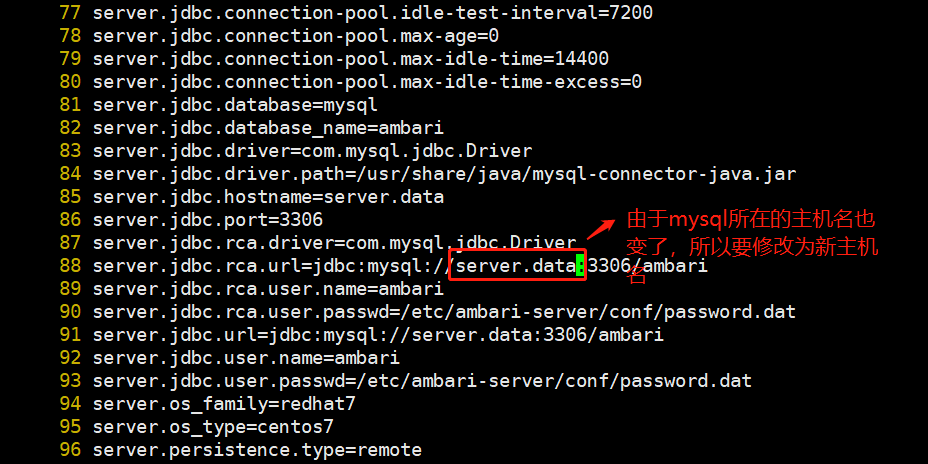 77 server.jdbc.connection-pool.idle-test-interval=7200
78 server.jdbc.connection-pool.max-age=0
79 server.jdbc.connection-pool.max-idle-time=14400
80 server.jdbc.connection-pool.max-idle-time-excess=0
81 server.jdbc.database=mysql
82 server.jdbc.database_name=ambari
83 server.jdbc.driver=com.mysql.jdbc.Driver
84 server.jdbc.driver.path=/usr/share/java/mysql-connector-java.jar
85 server.jdbc.hostname=server.data
86 server.jdbc.port=3306
87 server.jdbc.rca.driver=com.mysql.jdbc.Driver
88 server.jdbc.rca.url=jdbc:mysql://server.data:3306/ambari
89 server.jdbc.rca.user.name=ambari
90 server.jdbc.rca.user.passwd=/etc/ambari-server/conf/password.dat
91 server.jdbc.url=jdbc:mysql://server.data:3306/ambari
92 server.jdbc.user.name=ambari
93 server.jdbc.user.passwd=/etc/ambari-server/conf/password.dat
94 server.os_family=redhat7
95 server.os_type=centos7
96 server.persistence.type=remote
由于mysql所在的主机名也
变了，所以要修改为新主机
名